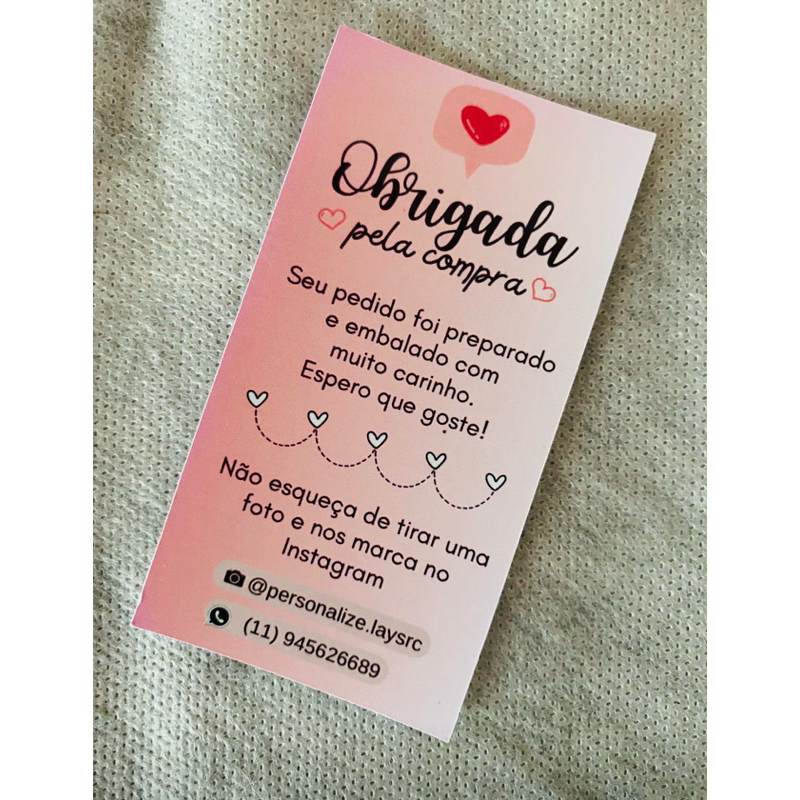 Obrigada
pela compra
Seu pedido foi preparado
e embalado com
muito carinho.
Espero que goste!
Não esqueça de tirar uma
foto e nos marca no
Instagram
@personalize.laysrc
(11) 945626689